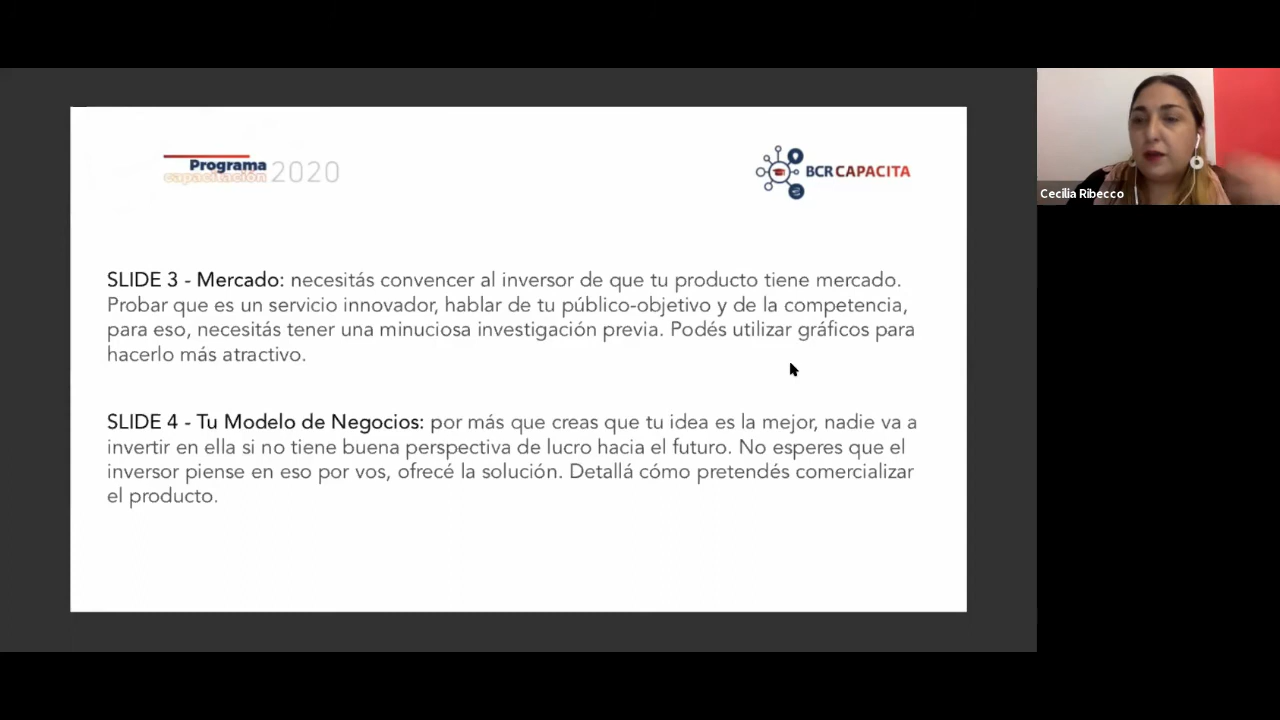 Programa
capacitación 2020
BCR CAPACITA
Cecilia Ribecco
SLIDE 3 - Mercado: necesitás convencer al inversor de que tu producto tiene mercado.
Probar que es un servicio innovador, hablar de tu público-objetivo y de la competencia,
para eso, necesitás tener una minuciosa investigación previa. Podés utilizar gráficos para
hacerlo más atractivo.
SLIDE 4 - Tu Modelo de Negocios: por más que creas que tu idea es la mejor, nadie va a
invertir en ella si no tiene buena perspectiva de lucro hacia el futuro. No esperes que el
inversor piense en eso por vos, ofrecé la solución. Detallá cómo pretendés comercializar
el producto.